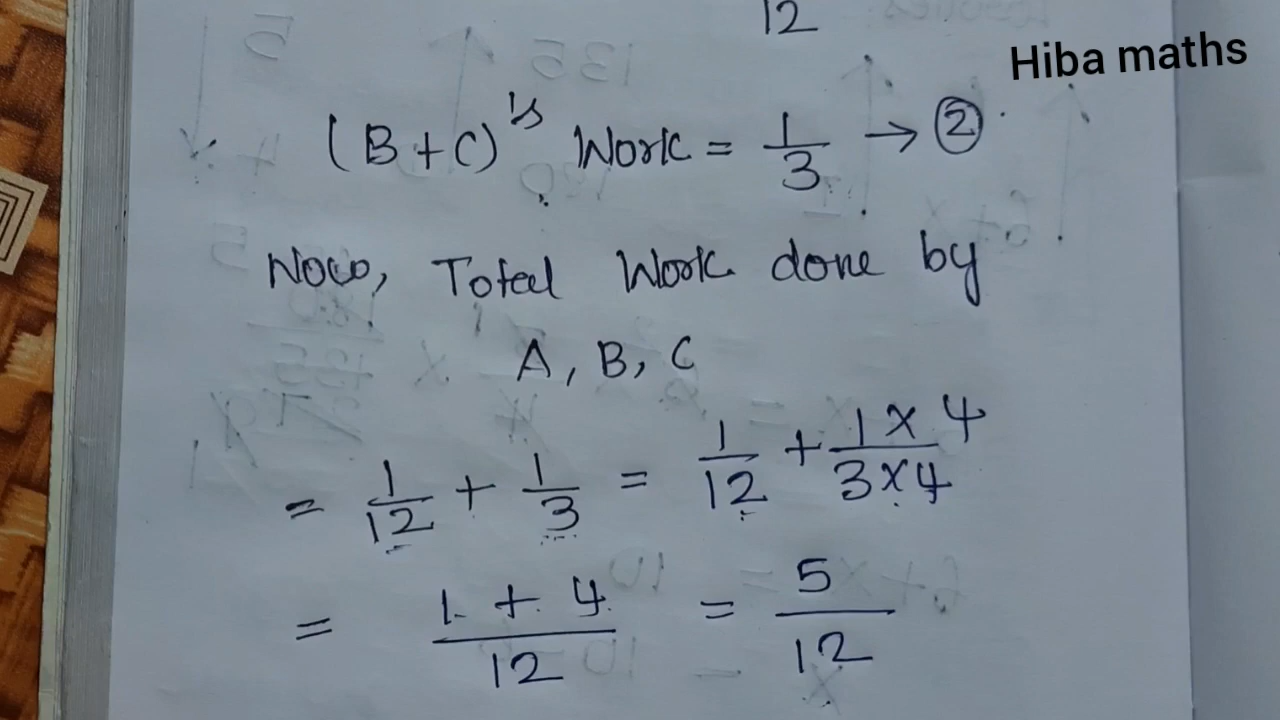 12
Hiba maths
(B+C)'s Work = 1/3 → ②
Now, Total Work done by
A, B, C
= 1/12 + 1/3 = 1/12 + 1×4/3×4
= 1+4/12 = 5/12